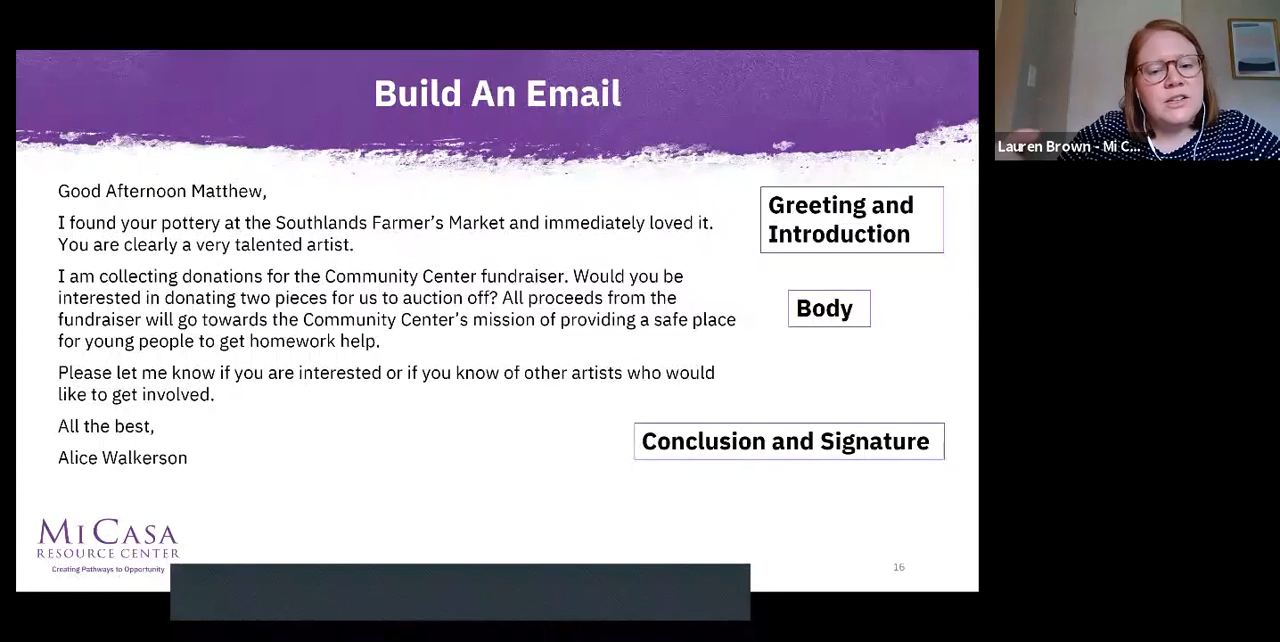 Build An Email
Good Afternoon Matthew,
I found your pottery at the Southlands Farmer's Market and immediately loved it.
You are clearly a very talented artist.
I am collecting donations for the Community Center fundraiser. Would you be
interested in donating two pieces for us to auction off? All proceeds from the
fundraiser will go towards the Community Center's mission of providing a safe place
for young people to get homework help.
Please let me know if you are interested or if you know of other artists who would
like to get involved.
All the best,
Alice Walkerson
Greeting and
Introduction
Body
Conclusion and Signature
MI CASA
RESOURCE CENTER
Creating Pathways to Opportunity
16
Lauren Brown - Mi C...